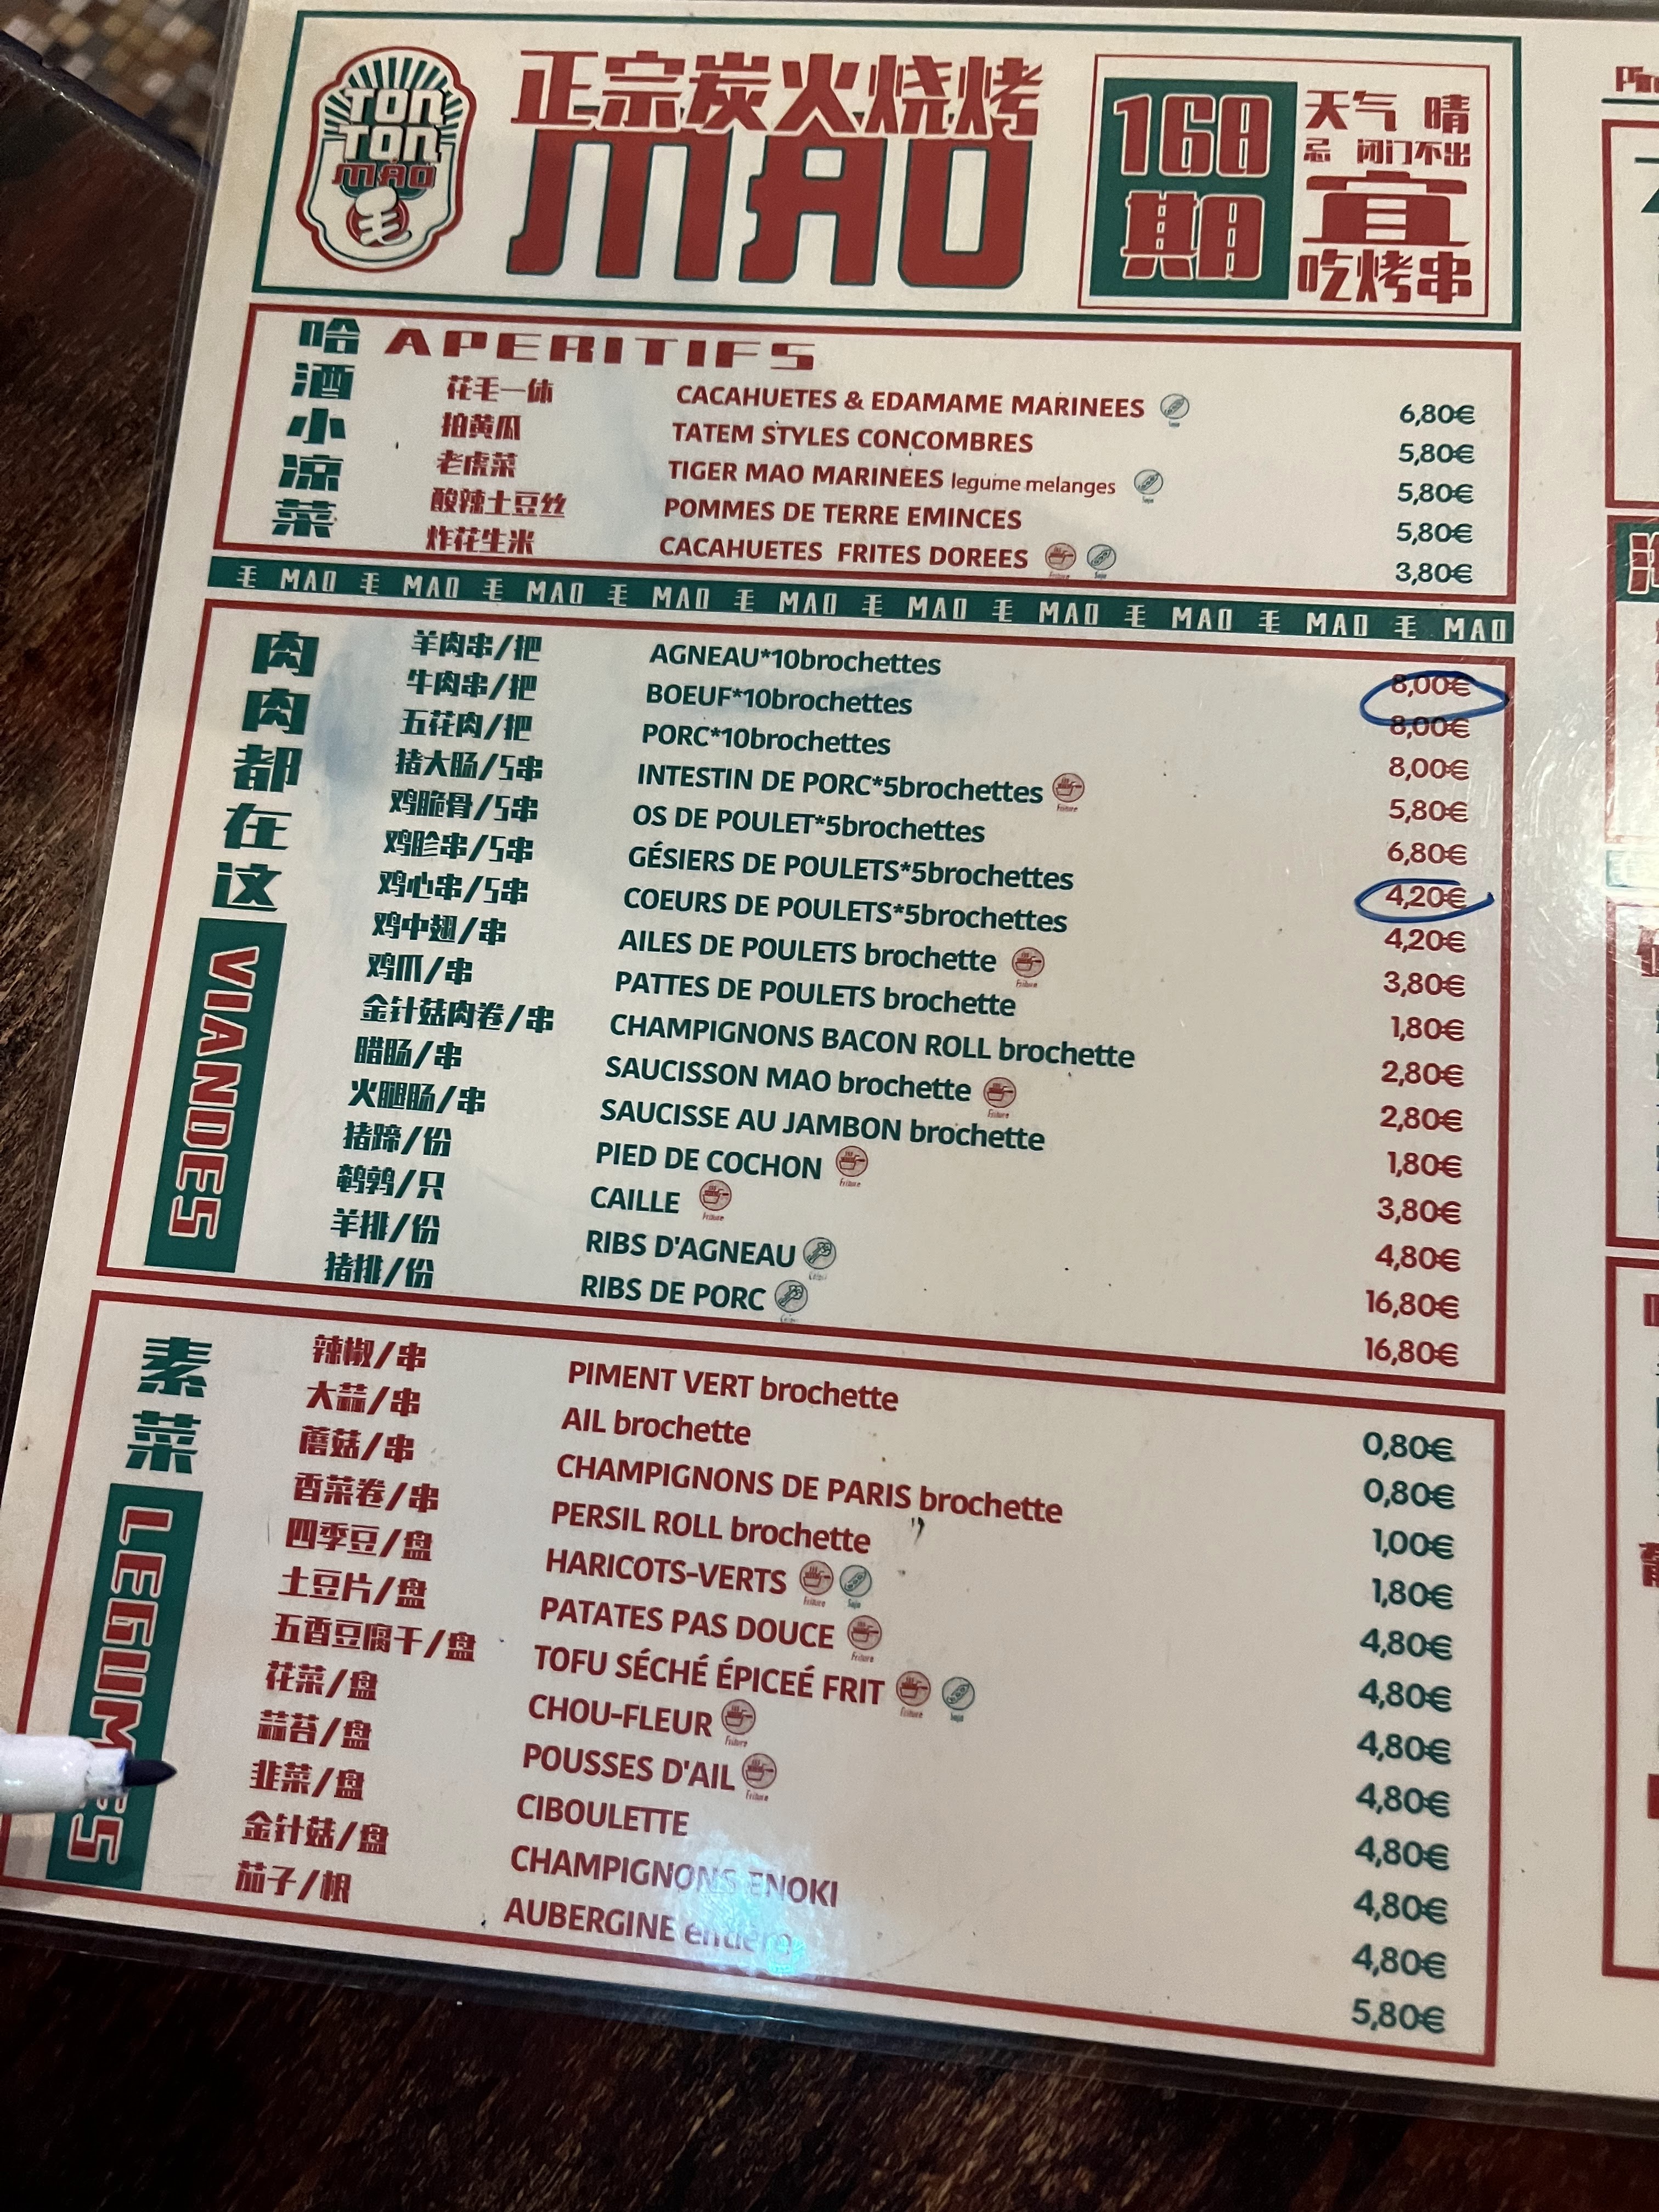 TON
TON
MAO
毛
正宗炭火烧烤
MAO
168
期
天气 晴
忌 闭门不出
宜
吃烤串
哈酒小凉菜
APERITIFS
花毛一体 CACAHUETES & EDAMAME MARINEES Soja 6,80€
拍黄瓜 TATEM STYLES CONCOMBRES 5,80€
老虎菜 TIGER MAO MARINEES legume melanges Soja 5,80€
酸辣土豆丝 POMMES DE TERRE EMINCES 5,80€
炸花生米 CACAHUETES FRITES DOREES Friture Soja 3,80€
毛 MAO 毛 MAO 毛 MAO 毛 MAO 毛 MAO 毛 MAO 毛 MAO 毛 MAO 毛 MAO 毛 MAO
肉肉都在这
VIANDES
羊肉串/把 AGNEAU*10brochettes 8,00€
牛肉串/把 BOEUF*10brochettes 8,00€
五花肉/把 PORC*10brochettes 8,00€
猪大肠/5串 INTESTIN DE PORC*5brochettes Friture 5,80€
鸡脆骨/5串 OS DE POULET*5brochettes 6,80€
鸡胗串/5串 GÉSIERS DE POULETS*5brochettes 4,20€
鸡心串/5串 COEURS DE POULETS*5brochettes 4,20€
鸡中翅/串 AILES DE POULETS brochette Friture 3,80€
鸡爪/串 PATTES DE POULETS brochette 1,80€
金针菇肉卷/串 CHAMPIGNONS BACON ROLL brochette 2,80€
腊肠/串 SAUCISSON MAO brochette Friture 2,80€
火腿肠/串 SAUCISSE AU JAMBON brochette 1,80€
猪蹄/份 PIED DE COCHON Friture 3,80€
鹌鹑/只 CAILLE Friture 4,80€
羊排/份 RIBS D'AGNEAU 16,80€
猪排/份 RIBS DE PORC 16,80€
素菜
LEGUMES
辣椒/串 PIMENT VERT brochette 0,80€
大蒜/串 AIL brochette 0,80€
蘑菇/串 CHAMPIGNONS DE PARIS brochette 1,00€
香菜卷/串 PERSIL ROLL brochette 1,80€
四季豆/盘 HARICOTS-VERTS Friture Soja 4,80€
土豆片/盘 PATATES PAS DOUCE Friture 4,80€
五香豆腐干/盘 TOFU SÉCHÉ ÉPICEÉ FRIT Friture Soja 4,80€
花菜/盘 CHOU-FLEUR Friture 4,80€
蒜苔/盘 POUSSES D'AIL Friture 4,80€
韭菜/盘 CIBOULETTE 4,80€
金针菇/盘 CHAMPIGNONS ENOKI 4,80€
茄子/根 AUBERGINE entière 5,80€